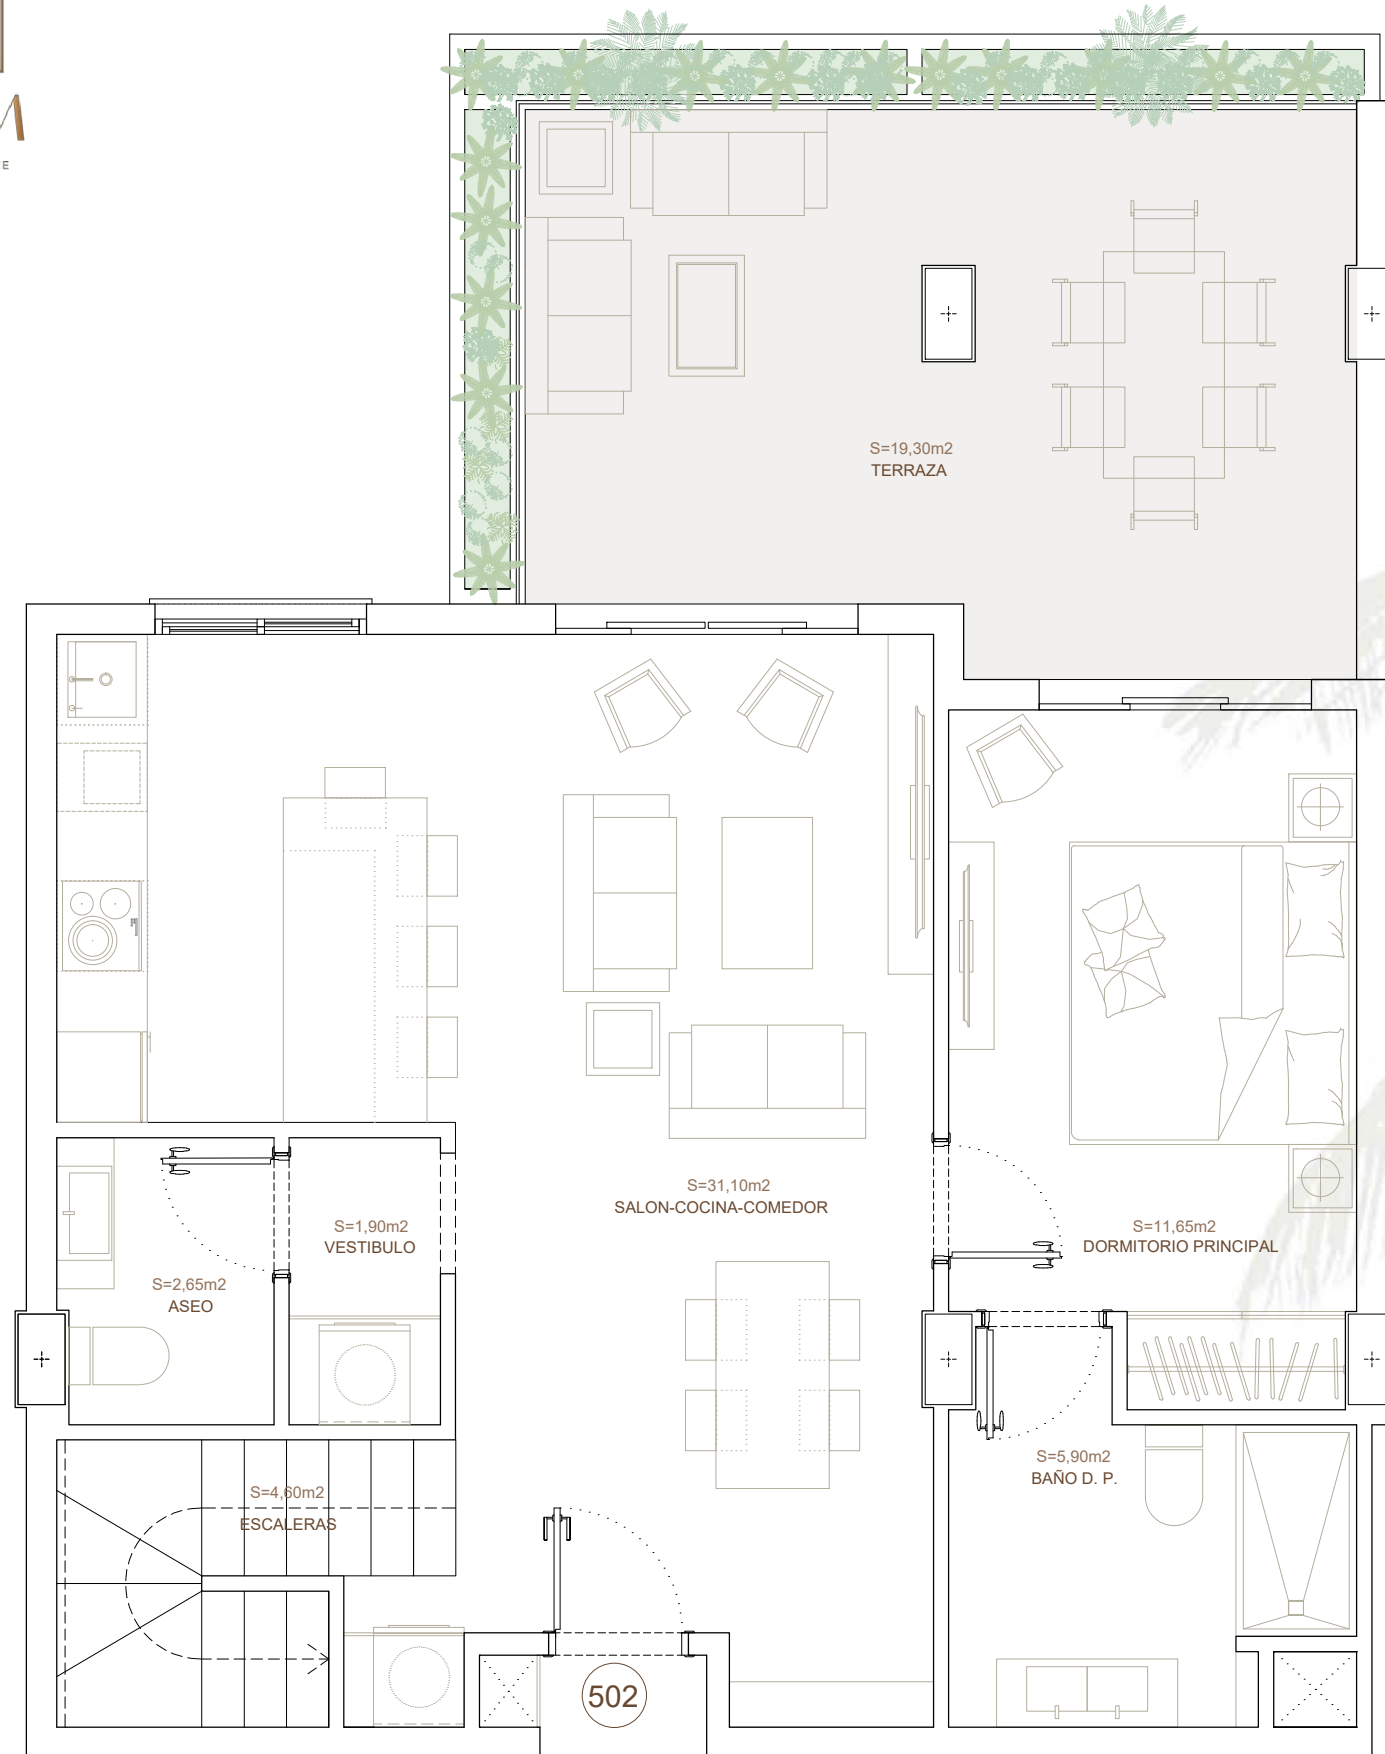 S=19,30m2
TERRAZA
S=31,10m2
SALON-COCINA-COMEDOR
S=1,90m2
VESTIBULO
S=11,65m2
DORMITORIO PRINCIPAL
S=2,65m2
ASEO
S=5,90m2
BAÑO D. P.
S=4,60m2
ESCALERAS
502